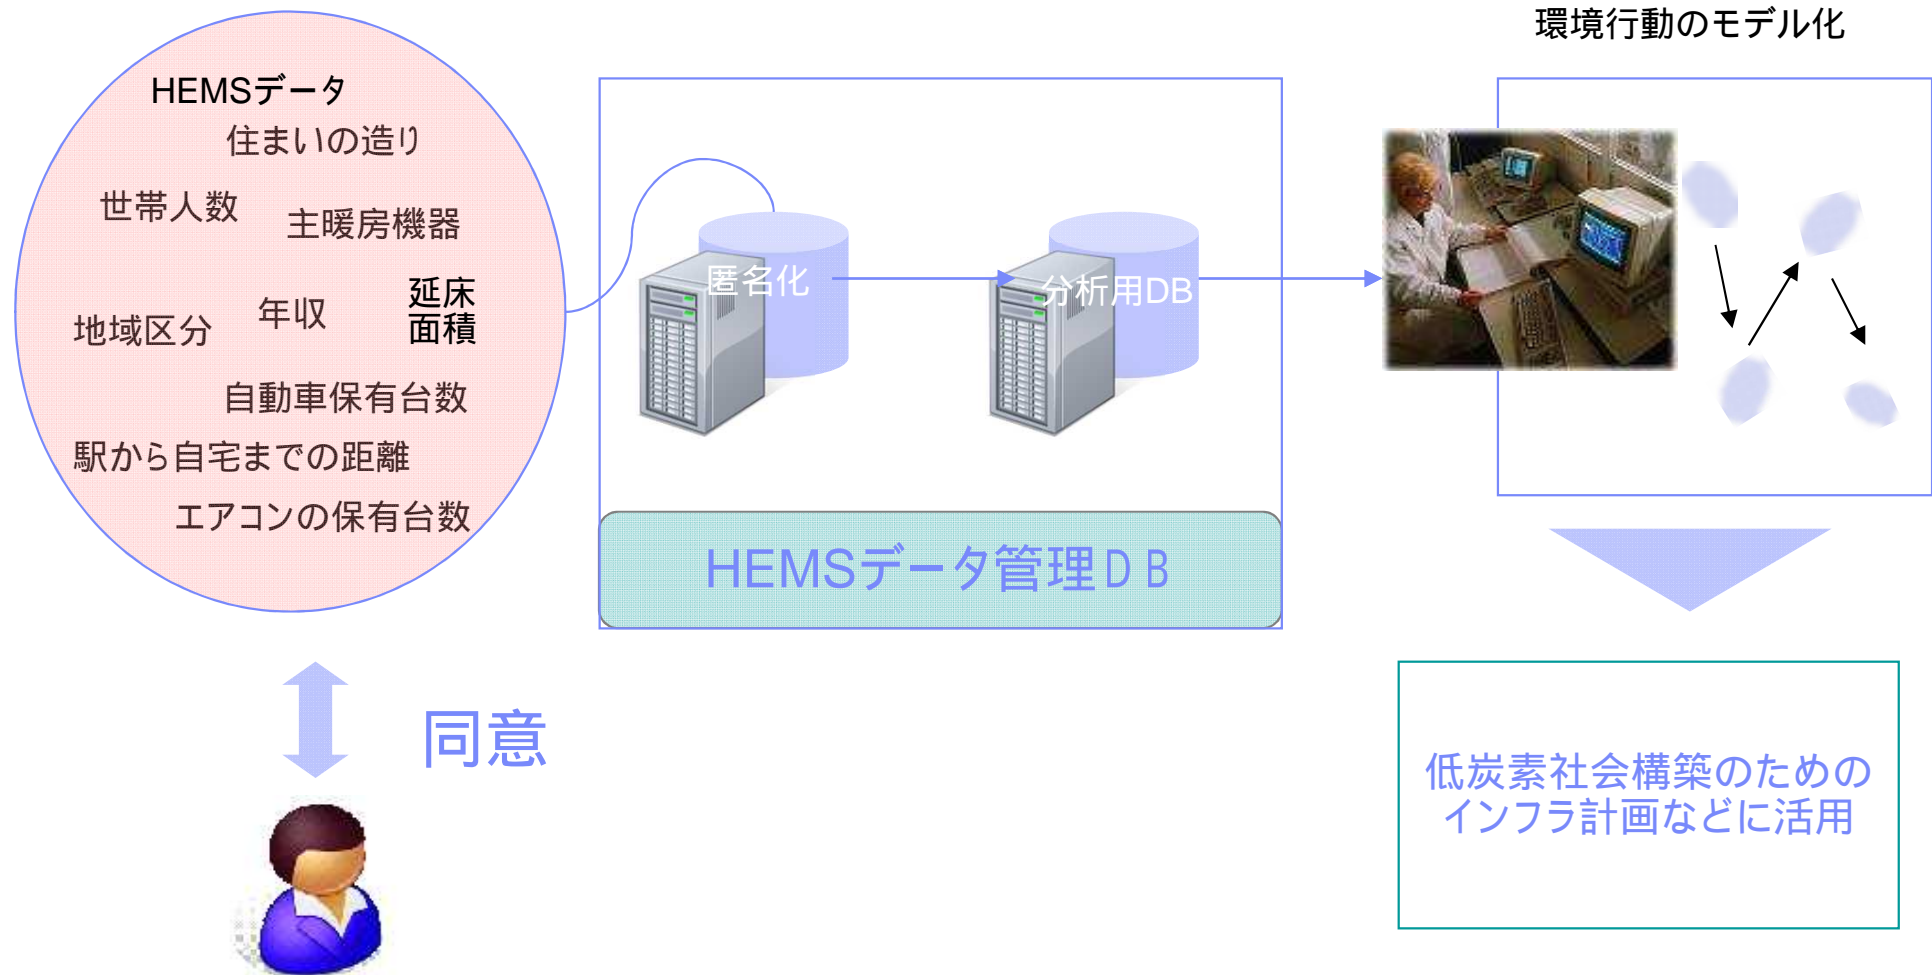 環境行動のモデル化
HEMSデータ
住まいの造り
世帯人数
主暖房機器
延床
面積
年収
地域区分
自動車保有台数
駅から自宅までの距離
エアコンの保有台数
匿名化
分析用DB
HEMSデータ管理ＤＢ
同意
低炭素社会構築のための
インフラ計画などに活用